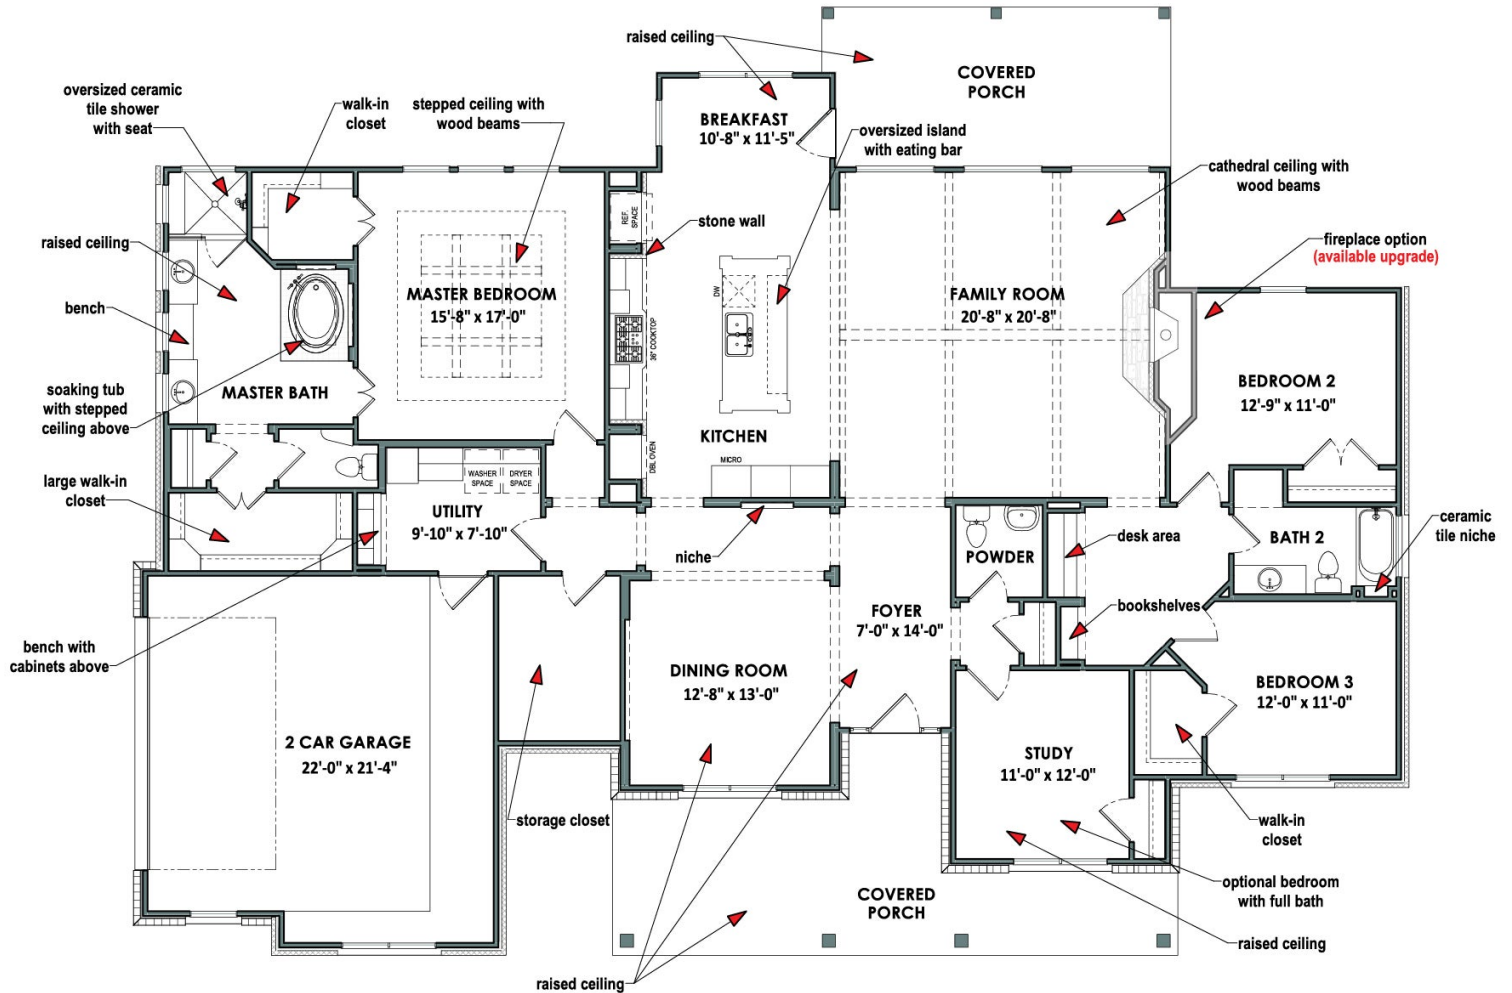 raised ceiling
COVERED
PORCH
oversized ceramic
tile shower
with seat
walk-in
closet
stepped ceiling with
wood beams
BREAKFAST
10'-8" x 11'-5"
oversized island
with eating bar
cathedral ceiling with
wood beams
REF.
SPACE
stone wall
raised ceiling
fireplace option
(available upgrade)
bench
DW
MASTER BEDROOM
15'-8" x 17'-0"
FAMILY ROOM
20'-8" x 20'-8"
36" COOKTOP
soaking tub
with stepped
ceiling above
MASTER BATH
BEDROOM 2
12'-9" x 11'-0"
KITCHEN
DBL OVEN
MICRO
large walk-in
closet
WASHER
SPACE
DRYER
SPACE
UTILITY
9'-10" x 7'-10"
niche
POWDER
desk area
BATH 2
ceramic
tile niche
bench with
cabinets above
FOYER
7'-0" x 14'-0"
bookshelves
DINING ROOM
12'-8" x 13'-0"
BEDROOM 3
12'-0" x 11'-0"
2 CAR GARAGE
22'-0" x 21'-4"
STUDY
11'-0" x 12'-0"
storage closet
walk-in
closet
COVERED
PORCH
optional bedroom
with full bath
raised ceiling
raised ceiling